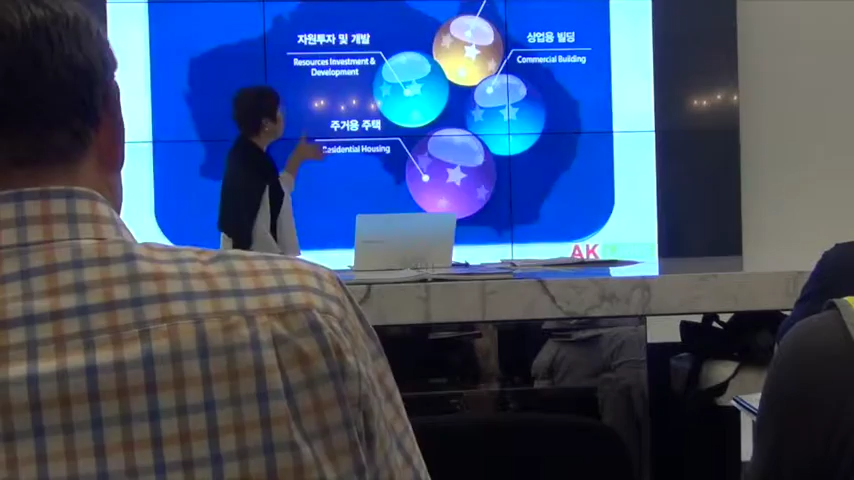 자원투자 및 개발
Resources Investment &
Development
상업용 빌딩
Commercial Building
주거용 주택
Residential Housing
AK